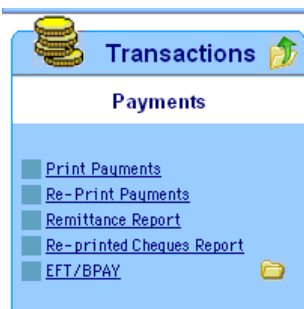 Transactions
Payments
Print Payments
Re-Print Payments
Remittance Report
Re-printed Cheques Report
EFT/BPAY